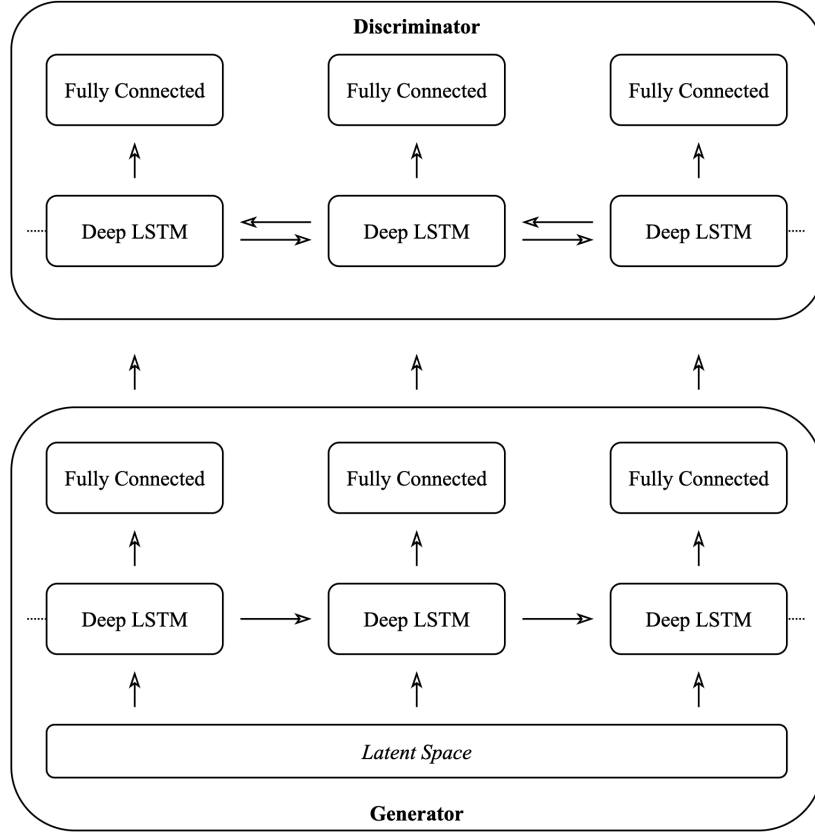 Discriminator
Fully Connected Fully Connected Fully Connected
Deep LSTM Deep LSTM Deep LSTM
Fully Connected Fully Connected Fully Connected
Deep LSTM Deep LSTM Deep LSTM
Latent Space
Generator